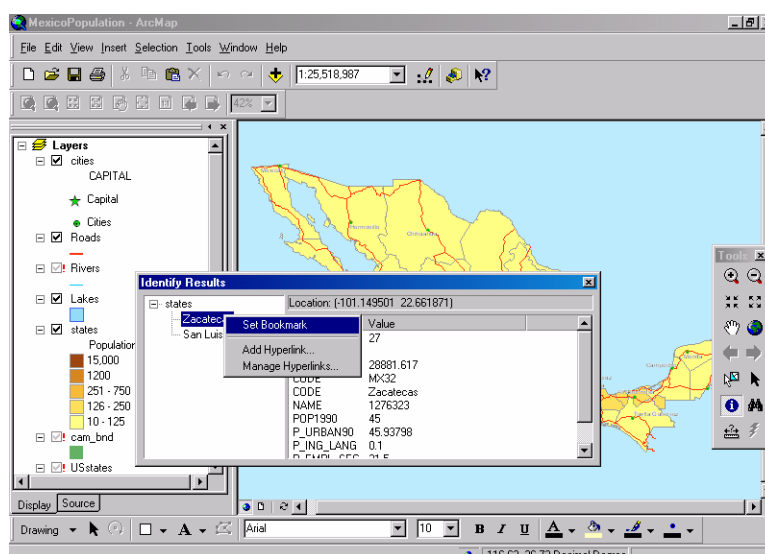 MexicoPopulation - ArcMap
File Edit View Insert Selection Tools Window Help
1:25,518,987
42%
Layers
cities
CAPITAL
Capital
Cities
Roads
Rivers
Lakes
states
Population
15,000
1200
251 - 750
126 - 250
10 - 125
cam_bnd
USstates
Display Source
Identify Results
states
Zacateca
San Luis
Location: (-101.149501 22.661871)
Set Bookmark
Add Hyperlink...
Manage Hyperlinks...
Value
27
28881.617
CODE MX32
CODE Zacatecas
NAME 1276323
POP1990 45
P_URBAN90 45.93798
P_ING_LANG 0.1
Tools
Hermosillo
Chihuahua
Drawing A Arial 10 B I U A